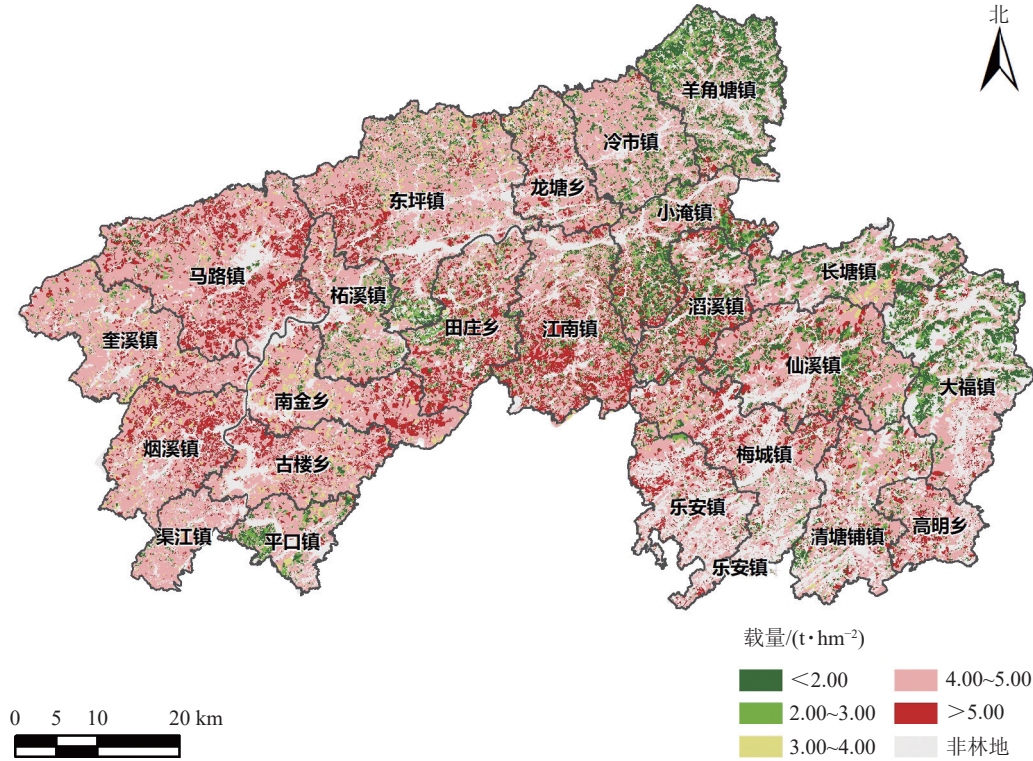 北
羊角塘镇
冷市镇
龙塘乡
东坪镇
小淹镇
马路镇
柘溪镇
长塘镇
滔溪镇
田庄乡
江南镇
奎溪镇
仙溪镇
大福镇
南金乡
烟溪镇
古楼乡
梅城镇
乐安镇
渠江镇
平口镇
清塘铺镇
高明乡
乐安镇
载量/(t·hm⁻²)
<2.00
4.00~5.00
2.00~3.00
>5.00
3.00~4.00
非林地
0 5 10 20 km